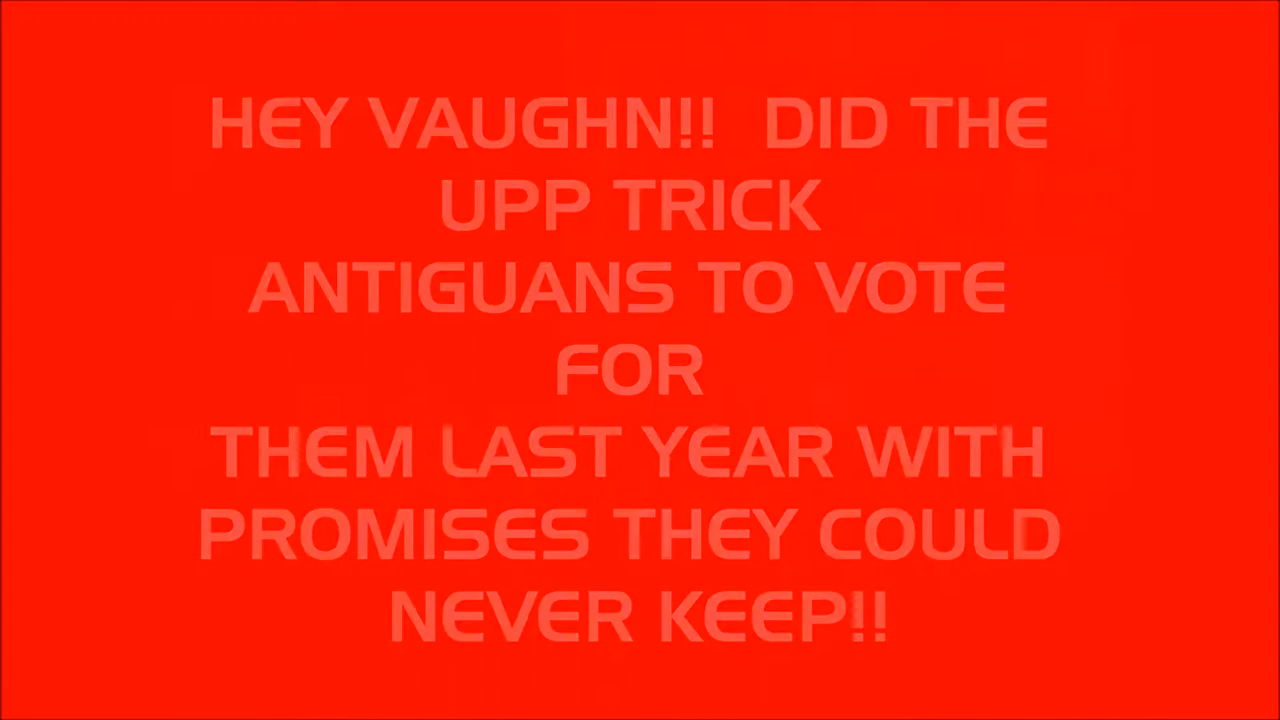 HEY VAUGHN!! DID THE
UPP TRICK
ANTIGUANS TO VOTE
FOR
THEM LAST YEAR WITH
PROMISES THEY COULD
NEVER KEEP!!